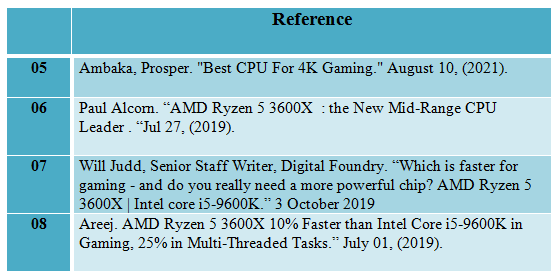 Reference
05 Ambaka, Prosper. "Best CPU For 4K Gaming." August 10, (2021).
06 Paul Alcorn. “AMD Ryzen 5 3600X : the New Mid-Range CPU
Leader . “Jul 27, (2019).
07 Will Judd, Senior Staff Writer, Digital Foundry. “Which is faster for
gaming - and do you really need a more powerful chip? AMD Ryzen 5
3600X | Intel core i5-9600K.” 3 October 2019
08 Areej. AMD Ryzen 5 3600X 10% Faster than Intel Core i5-9600K in
Gaming, 25% in Multi-Threaded Tasks.” July 01, (2019).